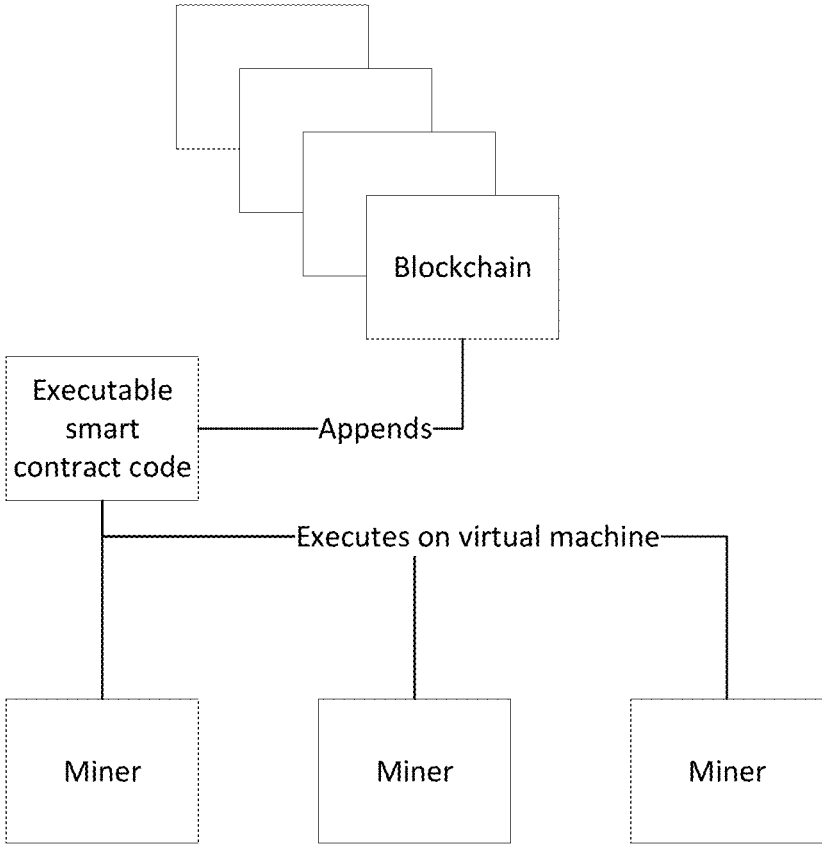 Blockchain
Executable
smart
contract code
Appends
Executes on virtual machine
Miner
Miner
Miner